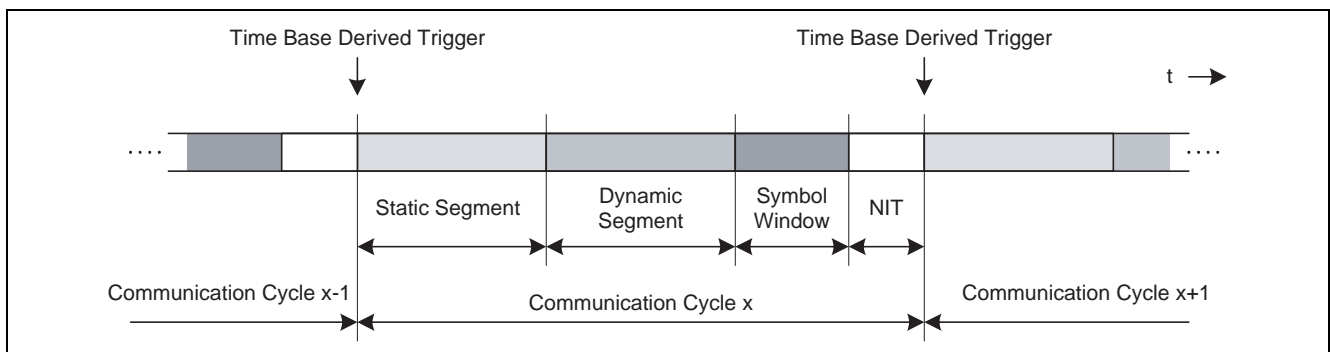 Time Base Derived Trigger
Time Base Derived Trigger
t
....
....
Static Segment
Dynamic
Segment
Symbol
Window
NIT
Communication Cycle x-1
Communication Cycle x
Communication Cycle x+1